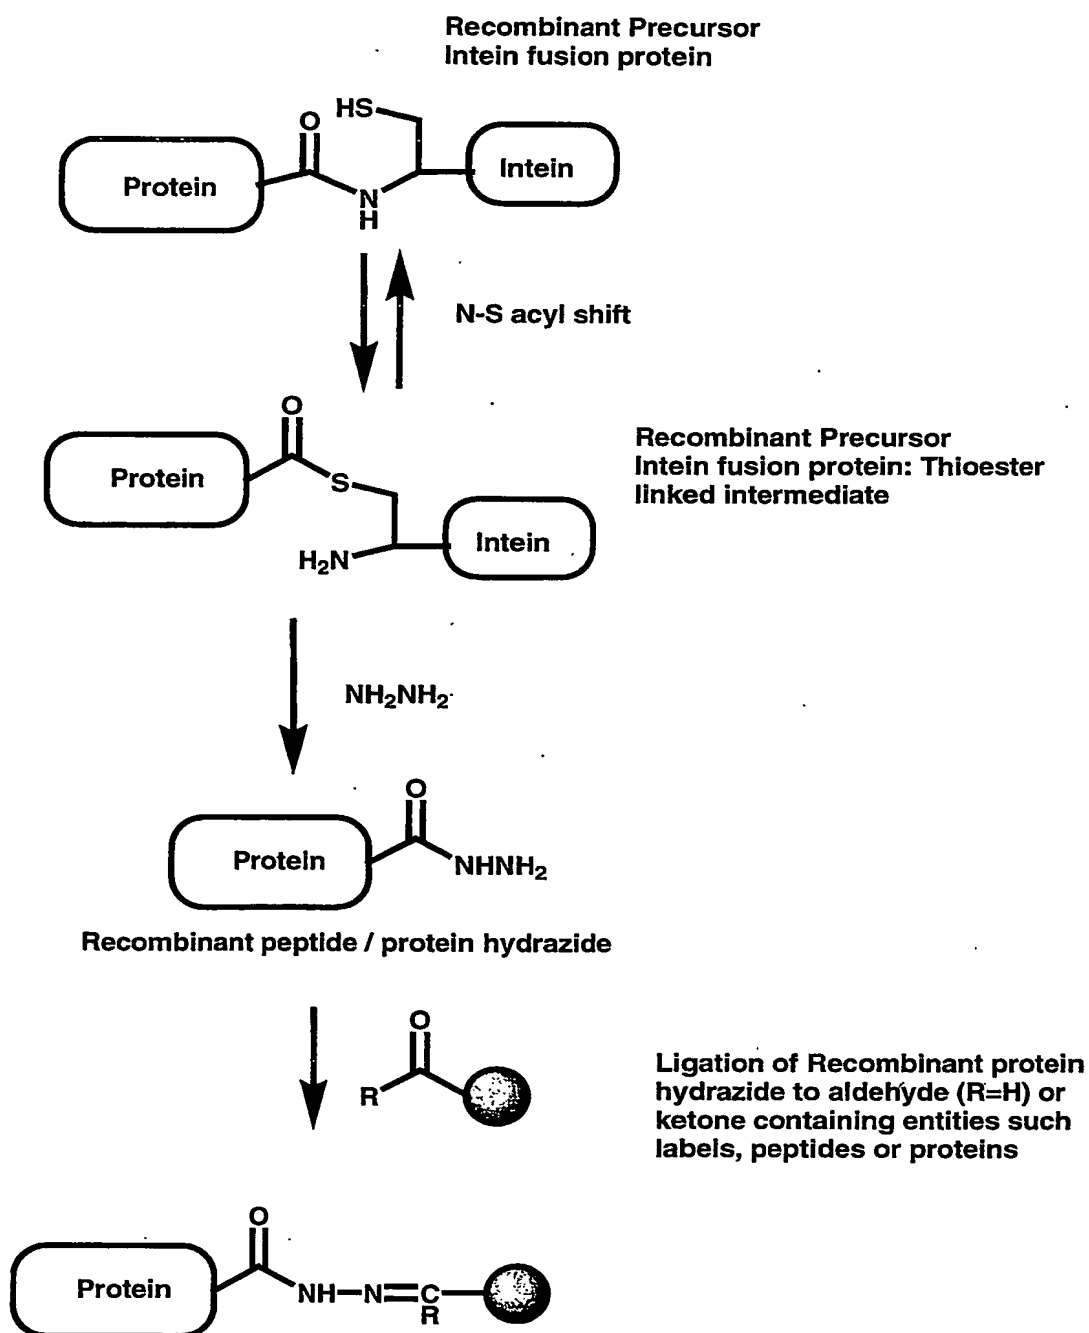 Recombinant Precursor
Intein fusion protein
HS
O
Protein
N
H
Intein
N-S acyl shift
O
Protein
S
H₂N
Intein
Recombinant Precursor
Intein fusion protein: Thioester
linked intermediate
NH₂NH₂
O
Protein
NHNH₂
Recombinant peptide / protein hydrazide
O
R
Ligation of Recombinant protein
hydrazide to aldehyde (R=H) or
ketone containing entities such
labels, peptides or proteins
O
Protein
NH—N=C
R